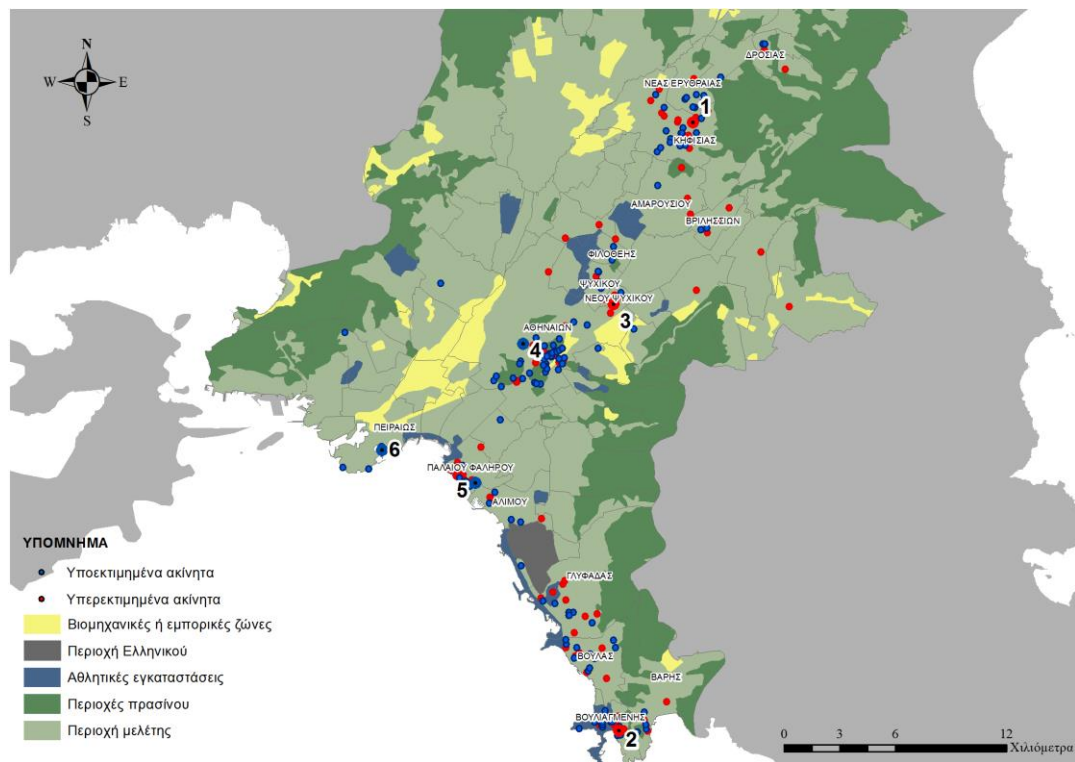 N
W E
S
ΔΡΟΣΙΑΣ
ΝΕΑΣ ΕΡΥΘΡΑΙΑΣ
1
ΚΗΦΙΣΙΑΣ
ΑΜΑΡΟΥΣΙΟΥ
ΒΡΙΛΗΣΣΙΩΝ
ΦΙΛΟΘΕΗΣ
ΨΥΧΙΚΟΥ
ΝΕΟΥ ΨΥΧΙΚΟΥ
3
ΑΘΗΝΑΙΩΝ
4
ΠΕΙΡΑΙΩΣ
6
ΠΑΛΑΙΟΥ ΦΑΛΗΡΟΥ
5
ΑΛΙΜΟΥ
ΓΛΥΦΑΔΑΣ
ΒΟΥΛΑΣ
ΒΑΡΗΣ
ΒΟΥΛΙΑΓΜΕΝΗΣ
2
ΥΠΟΜΝΗΜΑ
Υποεκτιμημένα ακίνητα
Υπερεκτιμημένα ακίνητα
Βιομηχανικές ή εμπορικές ζώνες
Περιοχή Ελληνικού
Αθλητικές εγκαταστάσεις
Περιοχές πρασίνου
Περιοχή μελέτης
0 3 6 12
Χιλιόμετρα